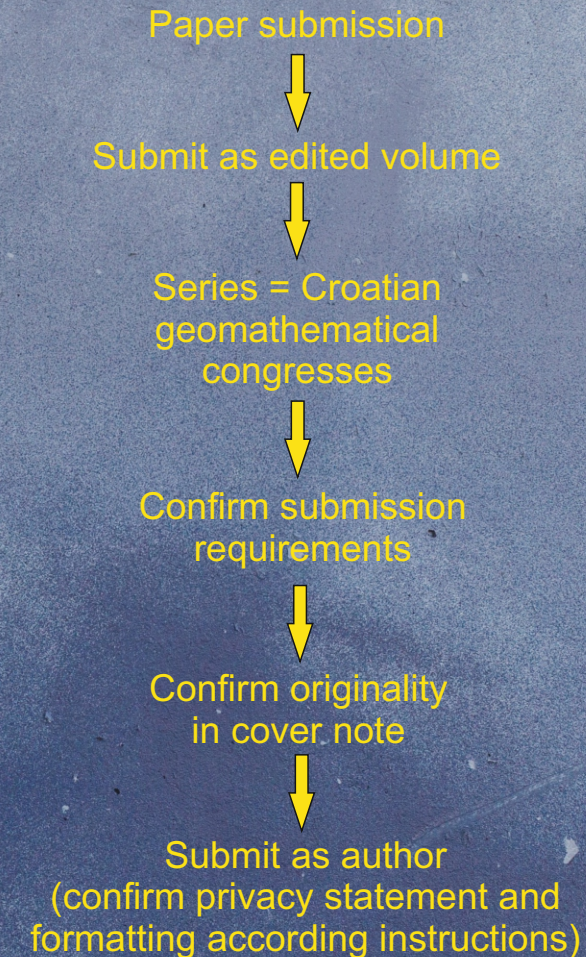 Paper submission
Submit as edited volume
Series = Croatian
geomathematical
congresses
Confirm submission
requirements
Confirm originality
in cover note
Submit as author
(confirm privacy statement and
formatting according instructions)